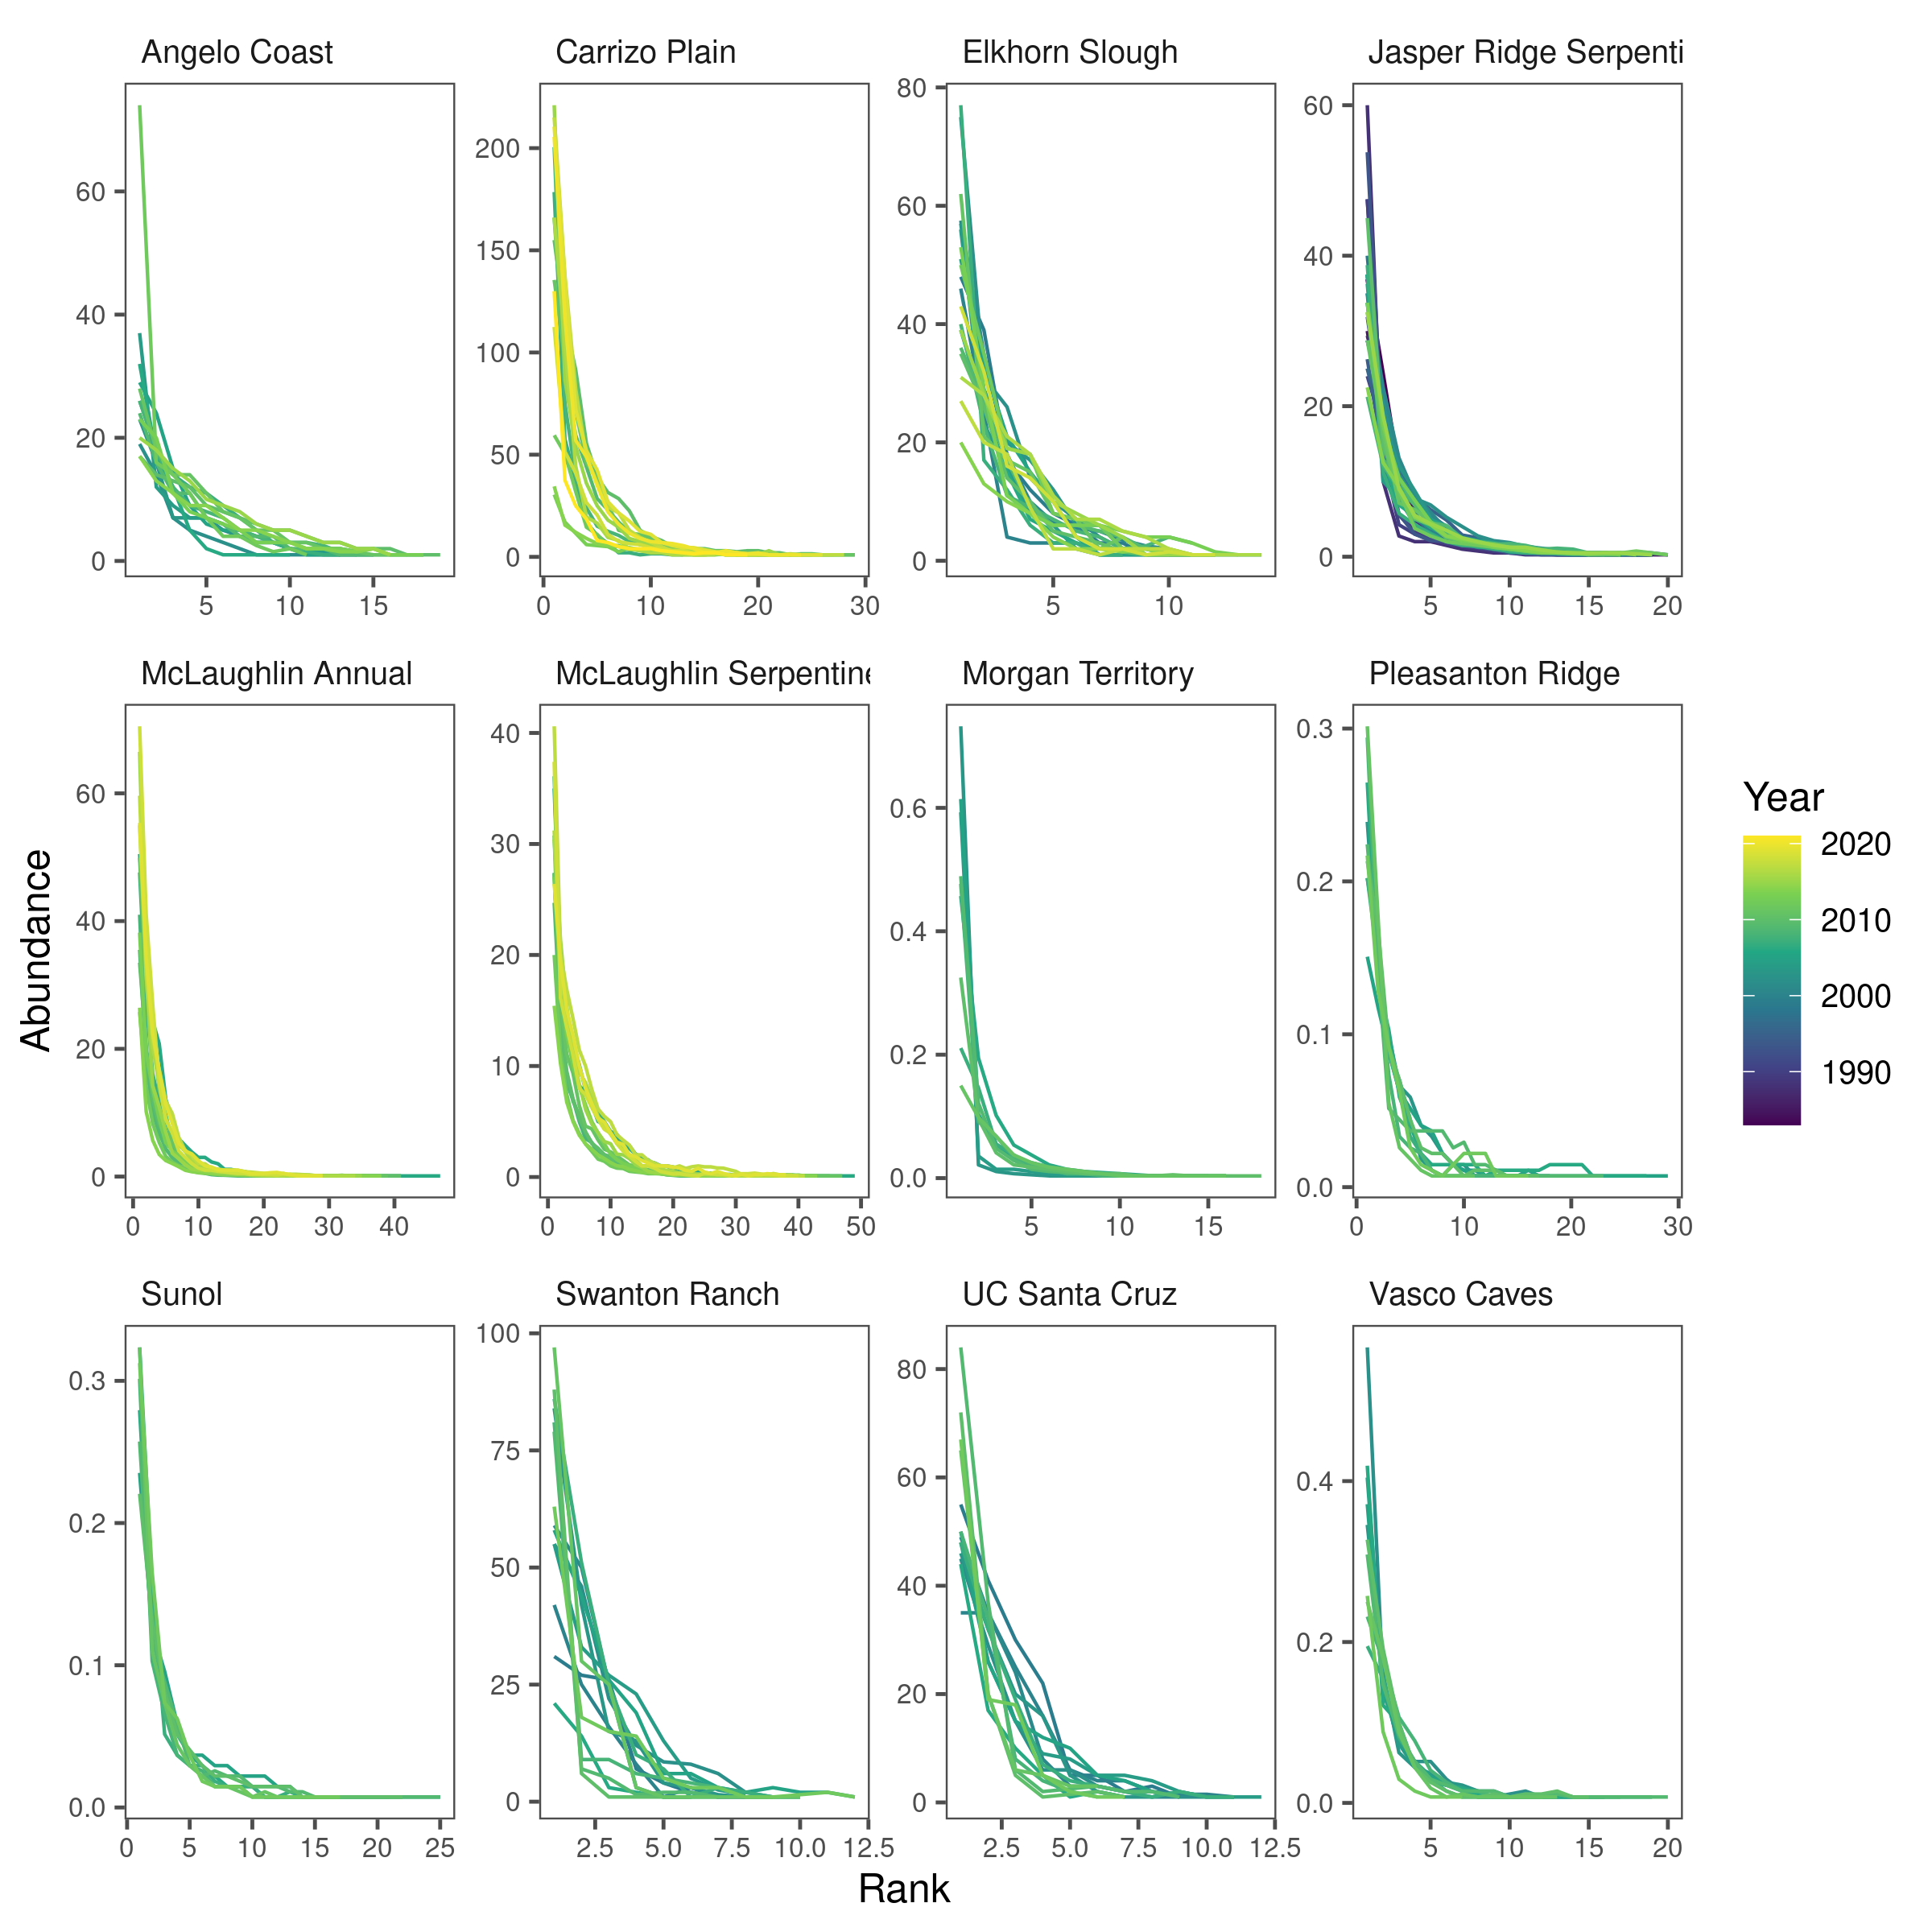 Angelo Coast
Carrizo Plain
Elkhorn Slough
Jasper Ridge Serpenti
60
40
20
0
5 10 15
200
150
100
50
0
0 10 20 30
80
60
40
20
0
5 10
60
40
20
0
5 10 15 20
McLaughlin Annual
McLaughlin Serpentine
Morgan Territory
Pleasanton Ridge
60
40
20
0
0 10 20 30 40
40
30
20
10
0
0 10 20 30 40 50
0.6
0.4
0.2
0.0
5 10 15
0.3
0.2
0.1
0.0
0 10 20 30
Sunol
Swanton Ranch
UC Santa Cruz
Vasco Caves
0.3
0.2
0.1
0.0
0 5 10 15 20 25
100
75
50
25
0
2.5 5.0 7.5 10.0 12.5
80
60
40
20
0
2.5 5.0 7.5 10.0 12.5
0.4
0.2
0.0
5 10 15 20
Abundance
Rank
Year
2020
2010
2000
1990